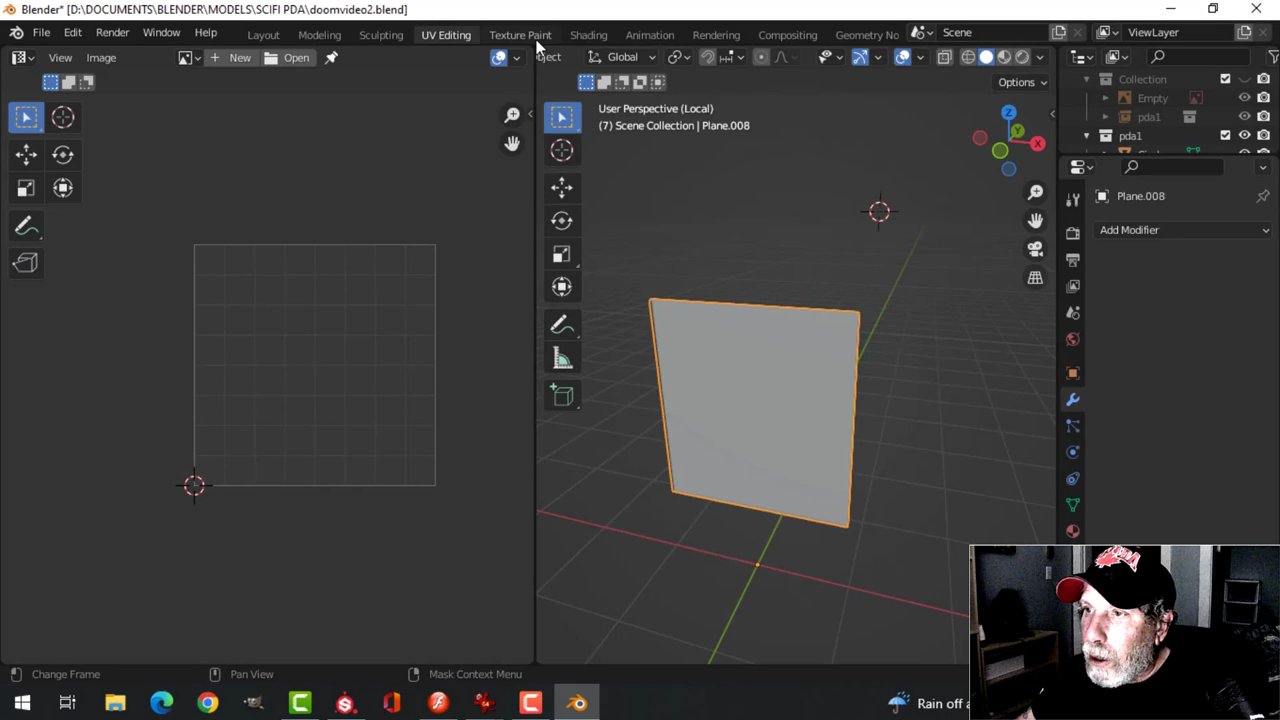 Blender* [D:\DOCUMENTS\BLENDER\MODELS\SCIFI PDA\doomvideo2.blend]
File Edit Render Window Help Layout Modeling Sculpting UV Editing Texture Paint Shading Animation Rendering Compositing Geometry No Scene ViewLayer
View Image New Open Global
Options
User Perspective (Local)
(7) Scene Collection | Plane.008
Z
Y
X
Collection
Empty
pda1
pda1
Plane.008
Add Modifier
Change Frame Pan View Mask Context Menu
Rain off a